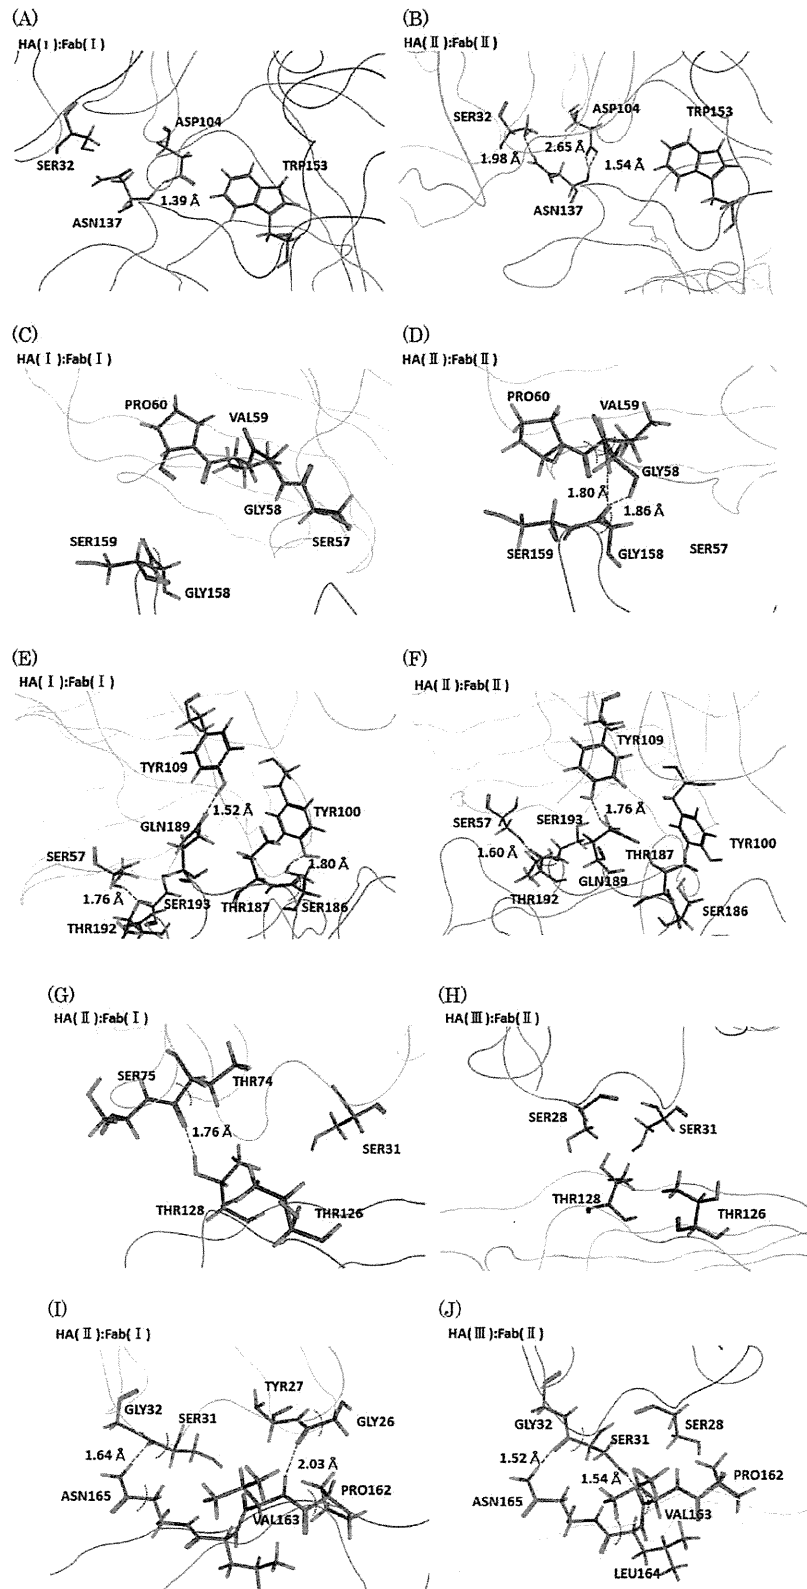 (A)
HA(I):Fab(I)
ASP104
SER32
TRP153
1.39 Å
ASN137
(B)
HA(Ⅱ):Fab(Ⅱ)
ASP104
TRP153
SER32
2.65 Å
1.98 Å
1.54 Å
ASN137
(C)
HA(Ⅰ):Fab(Ⅰ)
PRO60
VAL59
GLY58
SER159
SER57
GLY158
(D)
HA(Ⅱ):Fab(Ⅱ)
PRO60
VAL59
GLY58
1.80 Å
1.86 Å
SER159
GLY158
SER57
(E)
HA(Ⅰ):Fab(Ⅰ)
TYR109
1.52 Å
TYR100
GLN189
SER57
1.80 Å
1.76 Å
SER193
THR187
SER186
THR192
(F)
HA(Ⅱ):Fab(Ⅱ)
TYR109
1.76 Å
SER57
SER193
TYR100
1.60 Å
THR187
GLN189
THR192
SER186
(G)
HA(Ⅱ):Fab(Ⅰ)
SER75
THR74
1.76 Å
SER31
THR128
THR126
(H)
HA(Ⅲ):Fab(Ⅱ)
SER28
SER31
THR128
THR126
(I)
HA(Ⅱ):Fab(Ⅰ)
TYR27
GLY32
SER31
GLY26
1.64 Å
2.03 Å
ASN165
PRO162
VAL163
(J)
HA(Ⅲ):Fab(Ⅱ)
GLY32
SER28
SER31
1.52 Å
1.54 Å
PRO162
ASN165
VAL163
LEU164